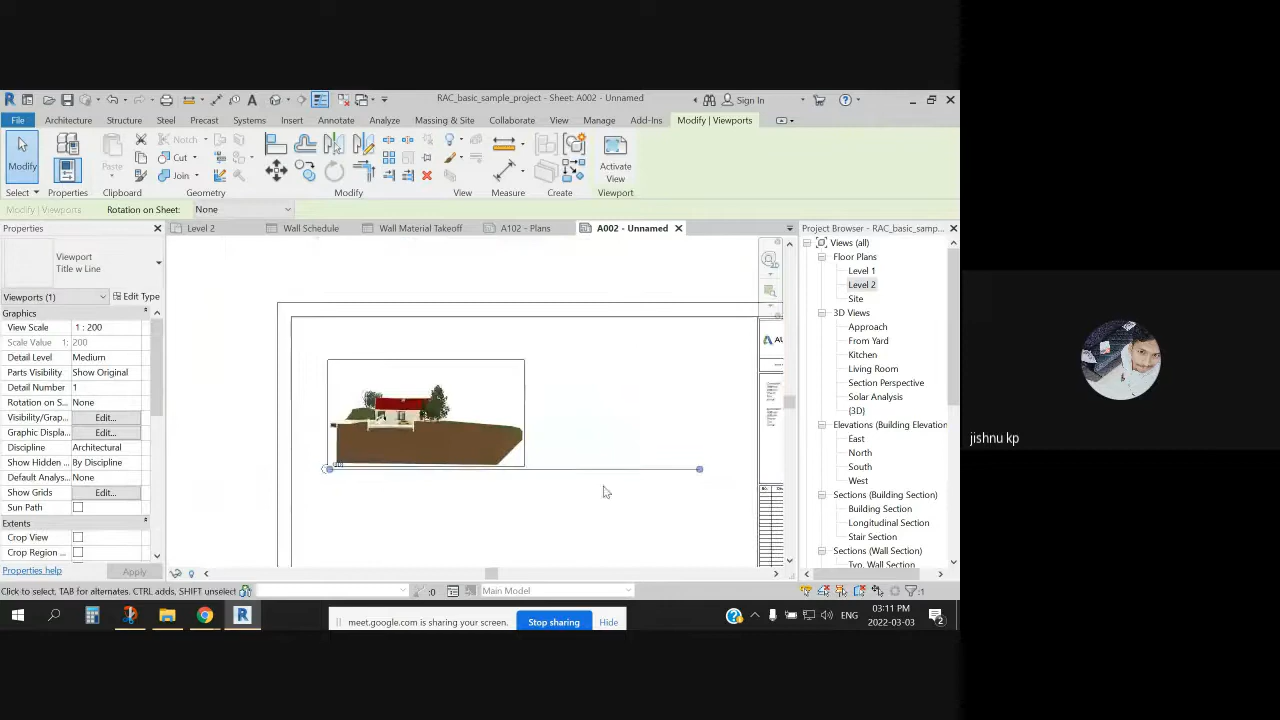 RAC_basic_sample_project - Sheet: A002 - Unnamed
Sign In
File Architecture Structure Steel Precast Systems Insert Annotate Analyze Massing & Site Collaborate View Manage Add-Ins Modify | Viewports
Notch
Cut
Join
Modify
Paste
Activate
View
Select Properties Clipboard Geometry Modify View Measure Create Viewport
Modify | Viewports Rotation on Sheet: None
Properties
Level 2
Wall Schedule
Wall Material Takeoff
A102 - Plans
A002 - Unnamed
Project Browser - RAC_basic_samp...
Viewport
Title w Line
Viewports (1) Edit Type
Graphics
View Scale 1 : 200
Scale Value 1: 200
Detail Level Medium
Parts Visibility Show Original
Detail Number 1
Rotation on S... None
Visibility/Grap... Edit...
Graphic Displa... Edit...
Discipline Architectural
Show Hidden ... By Discipline
Default Analys... None
Show Grids Edit...
Sun Path
Extents
Crop View
Crop Region ...
Properties help Apply
Views (all)
Floor Plans
Level 1
Level 2
Site
3D Views
Approach
From Yard
Kitchen
Living Room
Section Perspective
Solar Analysis
{3D}
Elevations (Building Elevation
East
North
South
West
Sections (Building Section)
Building Section
Longitudinal Section
Stair Section
Sections (Wall Section)
Typ. Wall Section
Click to select, TAB for alternates, CTRL adds, SHIFT unselect
:0
Main Model
:1
meet.google.com is sharing your screen. Stop sharing Hide
ENG
03:11 PM
2022-03-03
2
jishnu kp